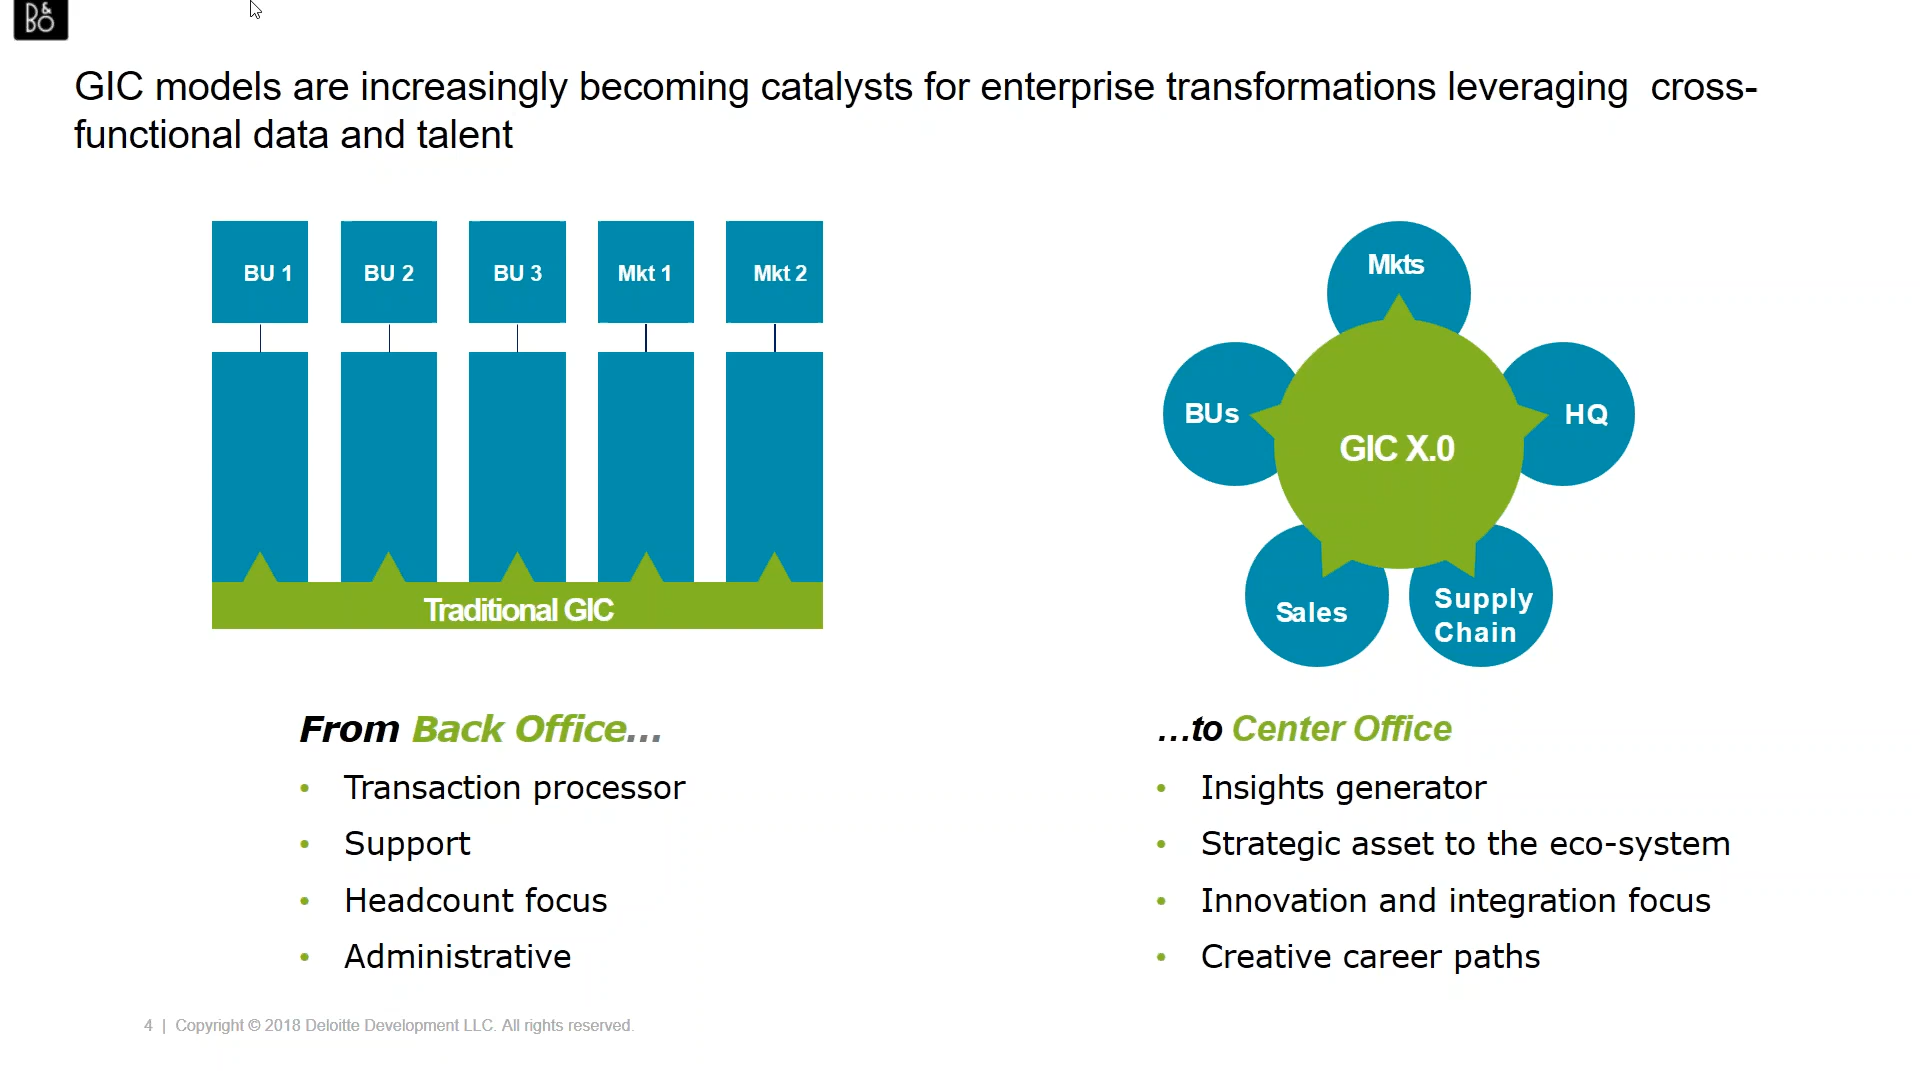 B&O
GIC models are increasingly becoming catalysts for enterprise transformations leveraging  cross-
functional data and talent
BU 1
BU 2
BU 3
Mkt 1
Mkt 2
Traditional GIC
Mkts
BUs
HQ
GIC X.0
Sales
Supply
Chain
From Back Office...
• Transaction processor
• Support
• Headcount focus
• Administrative
...to Center Office
• Insights generator
• Strategic asset to the eco-system
• Innovation and integration focus
• Creative career paths
4 | Copyright © 2018 Deloitte Development LLC. All rights reserved.